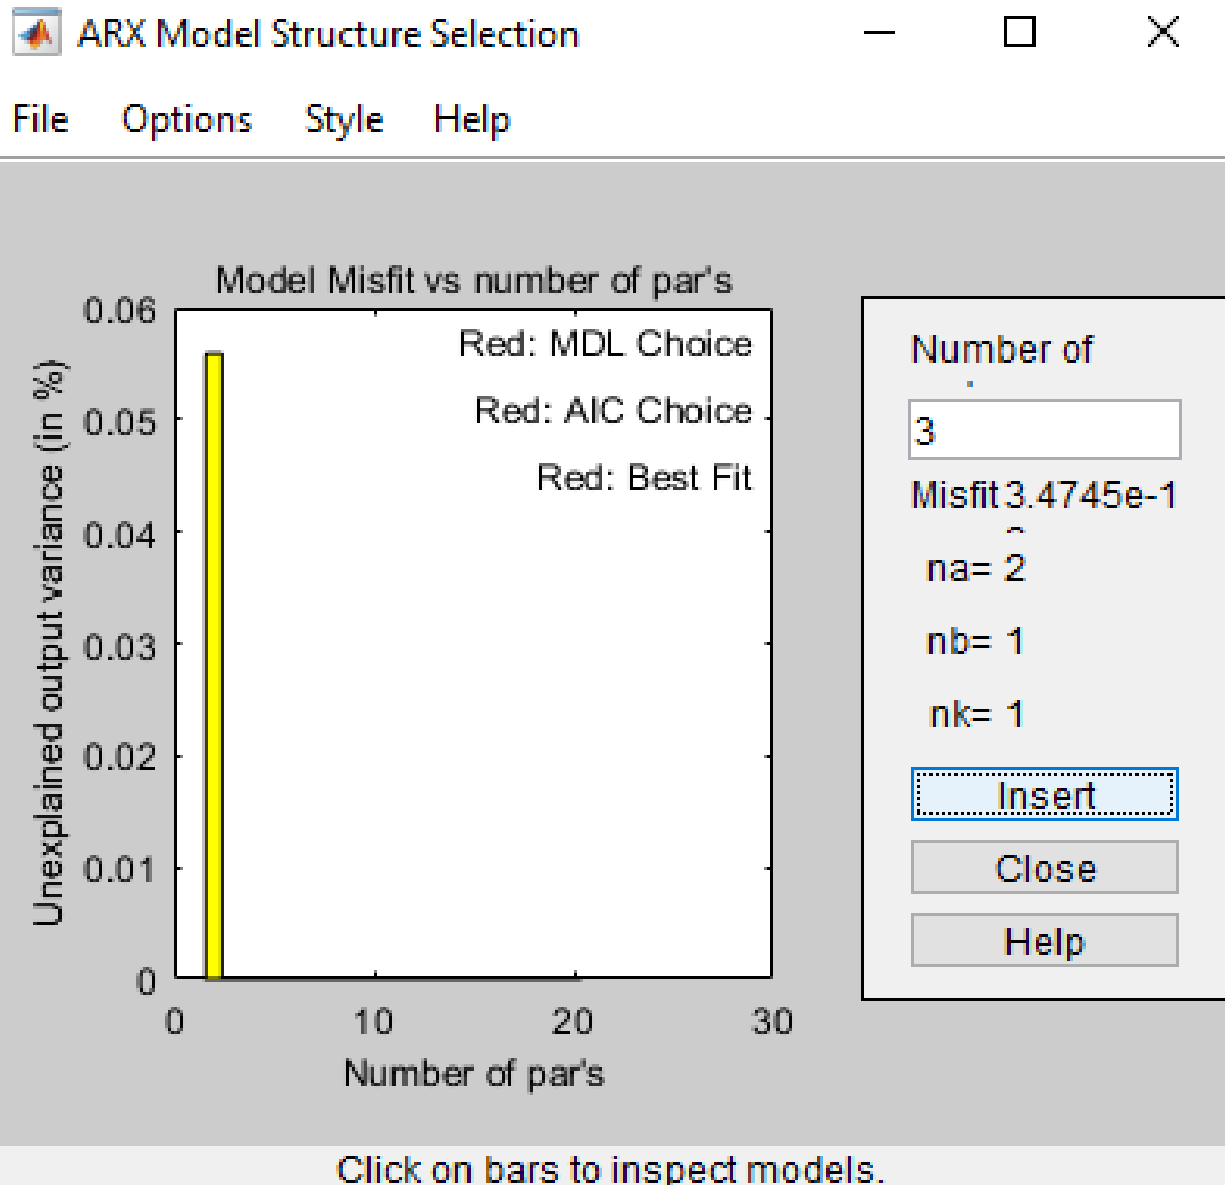 ARX Model Structure Selection
File Options Style Help
Model Misfit vs number of par's
Unexplained output variance (in %)
0.06
0.05
0.04
0.03
0.02
0.01
0
0 10 20 30
Number of par's
Red: MDL Choice
Red: AIC Choice
Red: Best Fit
Number of
3
Misfit 3.4745e-1
na= 2
nb= 1
nk= 1
Insert
Close
Help
Click on bars to inspect models.